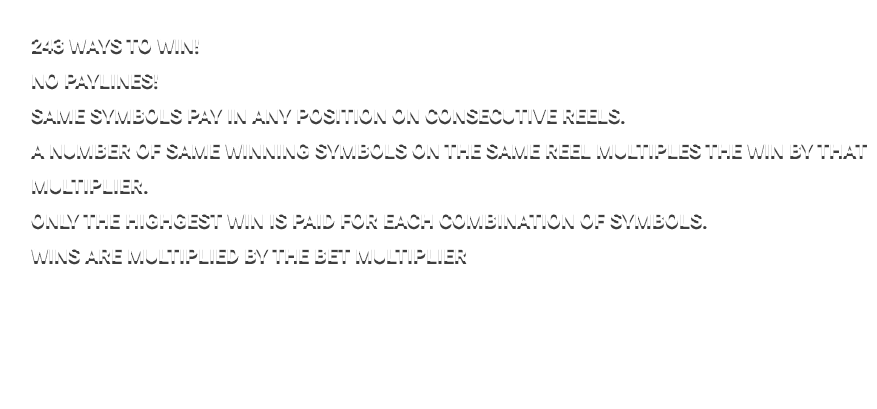 243 WAYS TO WIN!
NO PAYLINES!
SAME SYMBOLS PAY IN ANY POSITION ON CONSECUTIVE REELS.
A NUMBER OF SAME WINNING SYMBOLS ON THE SAME REEL MULTIPLES THE WIN BY THAT
MULTIPLIER.
ONLY THE HIGHGEST WIN IS PAID FOR EACH COMBINATION OF SYMBOLS.
WINS ARE MULTIPLIED BY THE BET MULTIPLIER